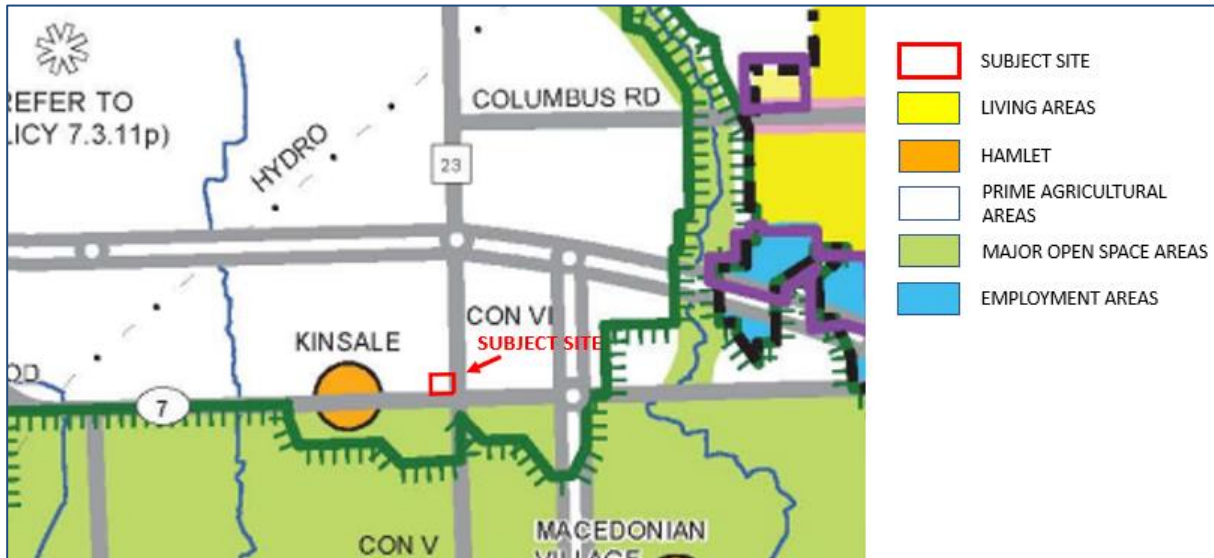 REFER TO
LICY 7.3.11p)
HYDRO
COLUMBUS RD
23
CON VI
KINSALE
SUBJECT SITE
7
CON V
MACEDONIAN
VILLAGE
SUBJECT SITE
LIVING AREAS
HAMLET
PRIME AGRICULTURAL
AREAS
MAJOR OPEN SPACE AREAS
EMPLOYMENT AREAS